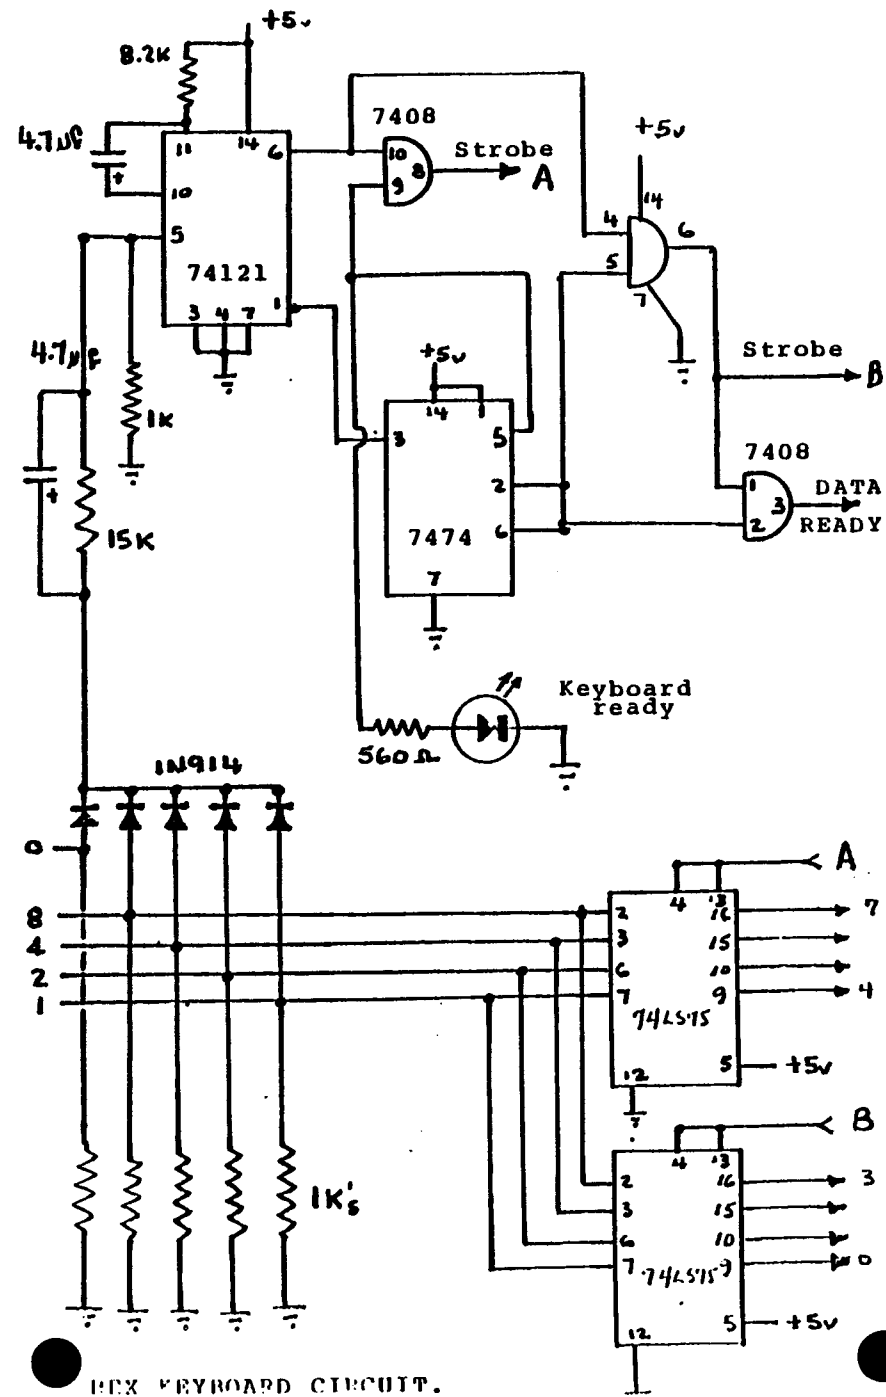 +5v
8.2K
7408
4.7µF
11
14
6
10
8
Strobe
A
+5v
10
9
14
4
6
5
5
74121
7
3
4
7
1
4.7µF
+5v
Strobe
B
1K
14
1
3
5
7408
2
1
3
DATA
15K
7474
6
2
READY
7
Keyboard
ready
560Ω
1N914
0
A
4
13
8
2
16
7
4
3
15
2
6
10
1
7
9
4
74LS75
12
5
+5v
B
4
13
1K's
2
16
3
3
15
6
10
7
74LS75
9
0
12
5
+5v
HEX KEYBOARD CIRCUIT.